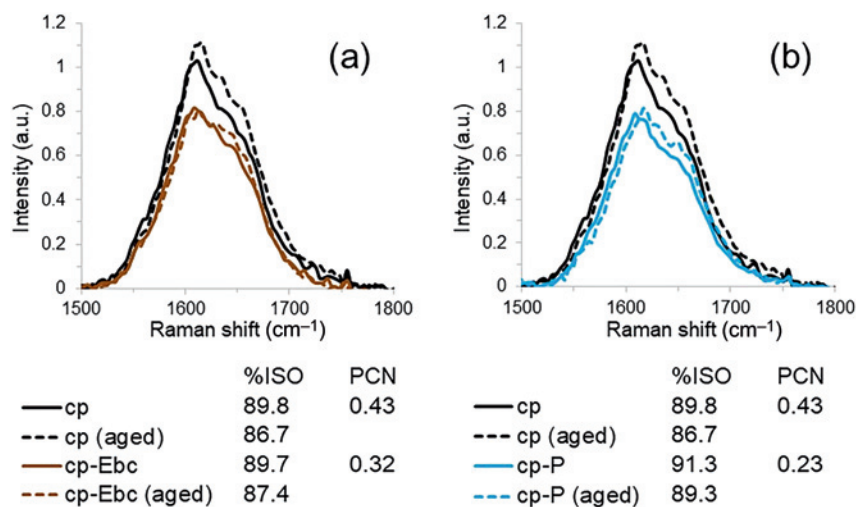 (a)
Intensity (a.u.)
1.2
1
0.8
0.6
0.4
0.2
0
1500 1600 1700 1800
Raman shift (cm⁻¹)
%ISO PCN
cp 89.8 0.43
cp (aged) 86.7
cp-Ebc 89.7 0.32
cp-Ebc (aged) 87.4
(b)
Intensity (a.u.)
1.2
1
0.8
0.6
0.4
0.2
0
1500 1600 1700 1800
Raman shift (cm⁻¹)
%ISO PCN
cp 89.8 0.43
cp (aged) 86.7
cp-P 91.3 0.23
cp-P (aged) 89.3